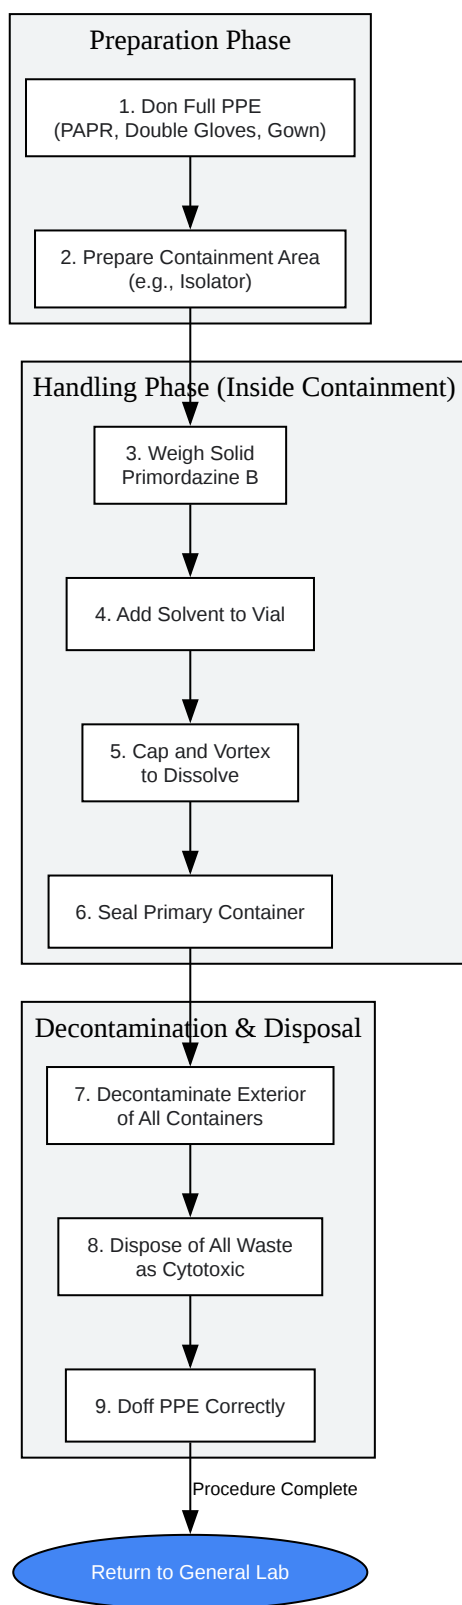 Preparation Phase
1. Don Full PPE
(PAPR, Double Gloves, Gown)
2. Prepare Containment Area
(e.g., Isolator)
Handling Phase (Inside Containment)
3. Weigh Solid
Primordazine B
4. Add Solvent to Vial
5. Cap and Vortex
to Dissolve
6. Seal Primary Container
Decontamination & Disposal
7. Decontaminate Exterior
of All Containers
8. Dispose of All Waste
as Cytotoxic
9. Doff PPE Correctly
Procedure Complete
Return to General Lab